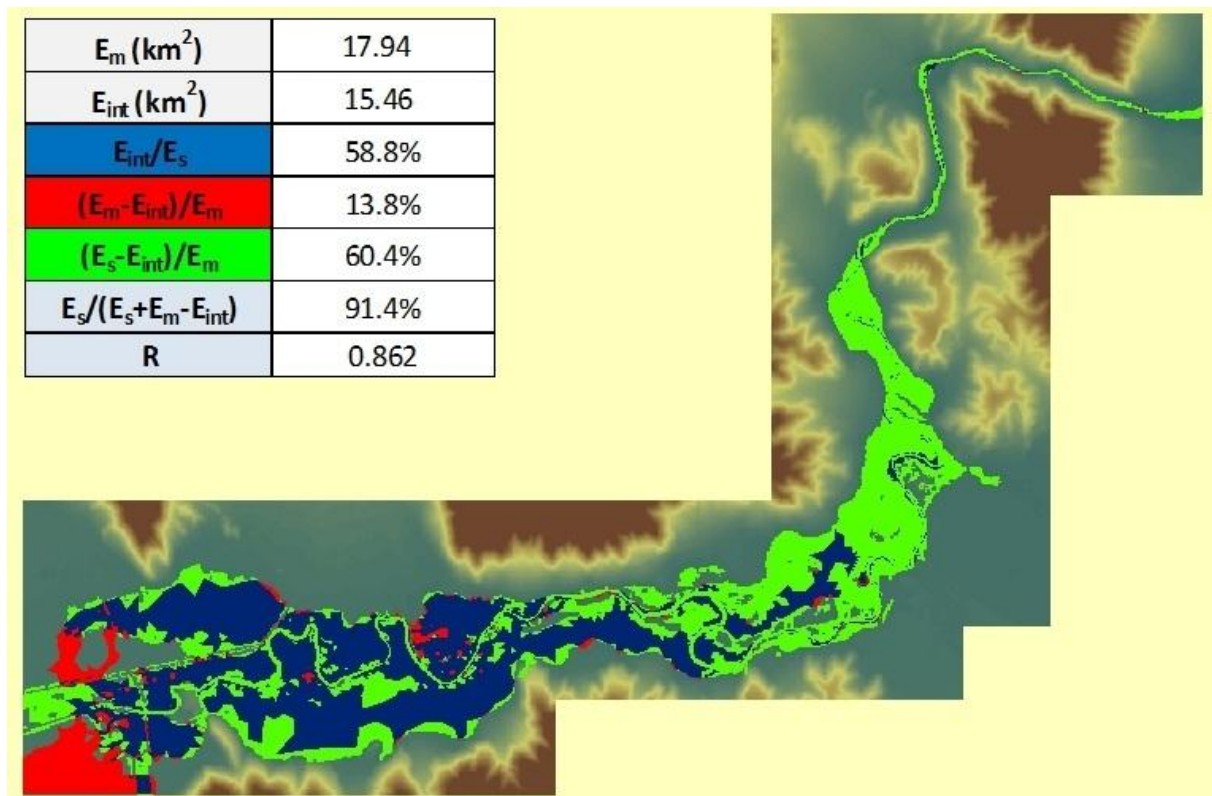 Em (km²) 17.94
Eint (km²) 15.46
Eint/Es 58.8%
(Em-Eint)/Em 13.8%
(Es-Eint)/Em 60.4%
Es/(Es+Em-Eint) 91.4%
R 0.862